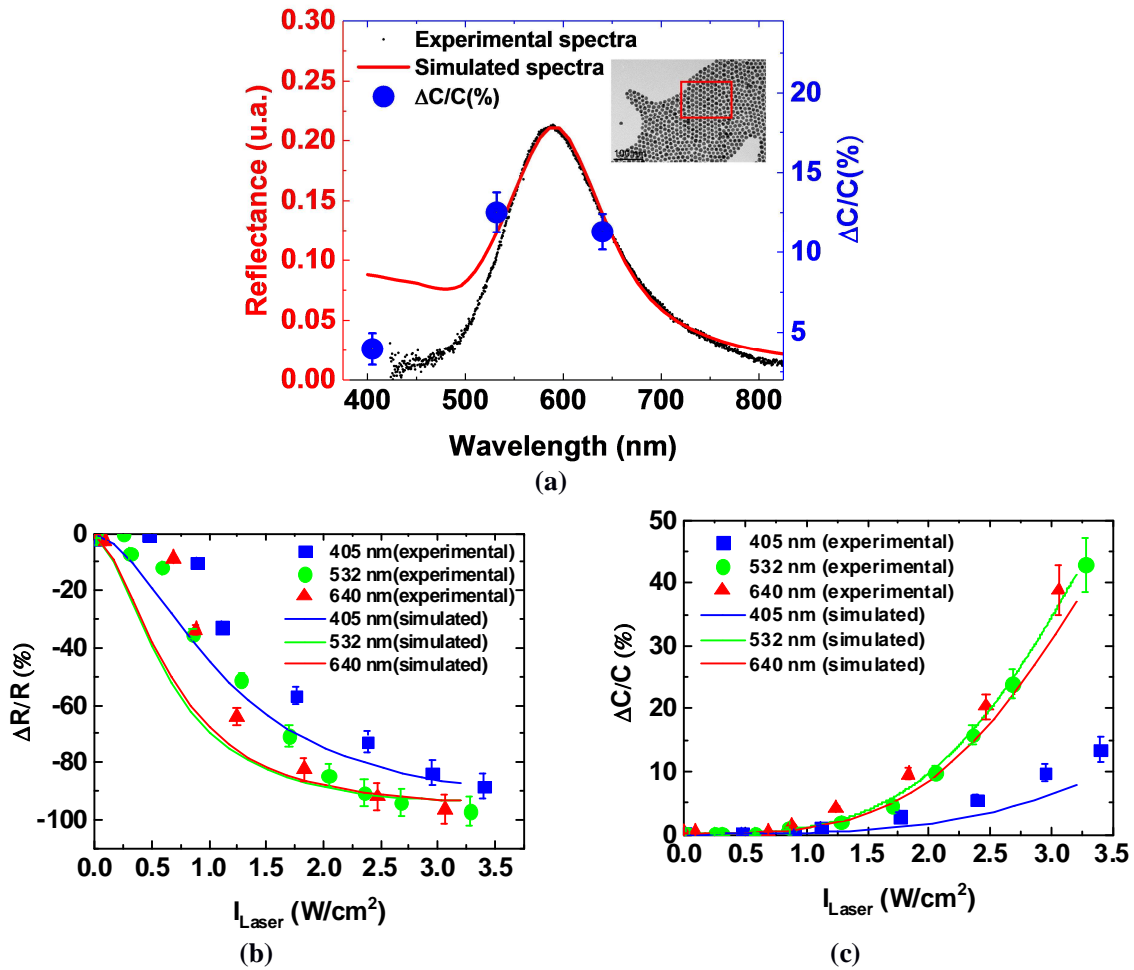 0.30
0.25
0.20
0.15
0.10
0.05
0.00
Reflectance (u.a.)
Experimental spectra
Simulated spectra
ΔC/C(%)
100 nm
20
15
10
5
ΔC/C(%)
400 500 600 700 800
Wavelength (nm)
(a)
0
-20
-40
-60
-80
-100
ΔR/R (%)
405 nm(experimental)
532 nm(experimental)
640 nm(experimental)
405 nm(simulated)
532 nm(simulated)
640 nm(simulated)
0.0 0.5 1.0 1.5 2.0 2.5 3.0 3.5
I_Laser (W/cm²)
(b)
50
40
30
20
10
0
ΔC/C (%)
405 nm (experimental)
532 nm (experimental)
640 nm (experimental)
405 nm (simulated)
532 nm (simulated)
640 nm (simulated)
0.0 0.5 1.0 1.5 2.0 2.5 3.0 3.5
I_Laser (W/cm²)
(c)